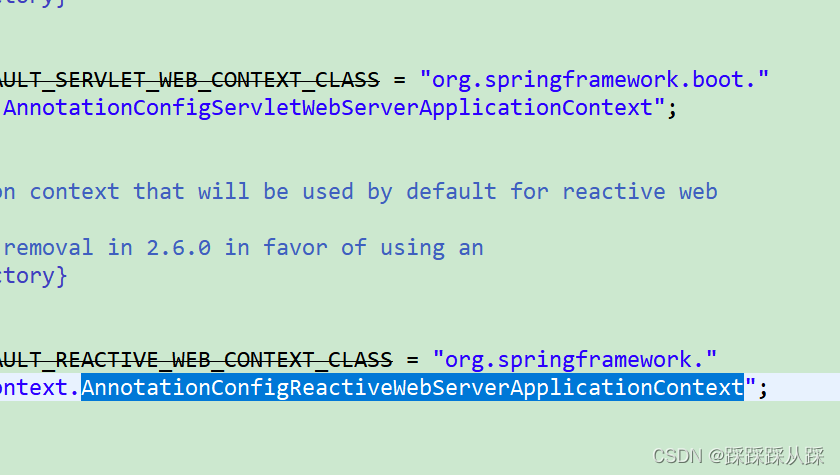 ctory}
AULT_SERVLET_WEB_CONTEXT_CLASS = "org.springframework.boot."
AnnotationConfigServletWebServerApplicationContext";
on context that will be used by default for reactive web
removal in 2.6.0 in favor of using an
ctory}
AULT_REACTIVE_WEB_CONTEXT_CLASS = "org.springframework."
ontext.AnnotationConfigReactiveWebServerApplicationContext";
CSDN @踩踩踩从踩